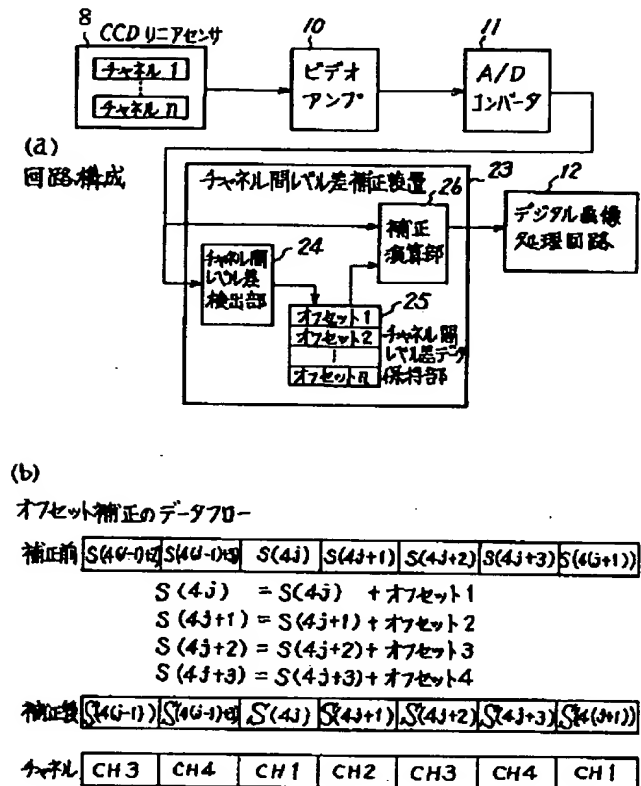 8
CCDリニアセンサ
チャネル1
チャネルn
10
ビデオ
アンプ
11
A/D
コンバータ
(a)
回路構成
チャネル間レベル差補正装置
23
チャネル間
レベル差
検出部
24
26
補正
演算部
25
オフセット1
オフセット2
オフセットn
チャネル間
レベル差データ
保持部
12
デジタル画像
処理回路
(b)
オフセット補正のデータフロー
補正前 S(4j) S(4j+1) S(4j+2) S(4j+3) S(4(j+1))
S(4j) = S(4j) + オフセット1
S(4j+1) = S(4j+1) + オフセット2
S(4j+2) = S(4j+2) + オフセット3
S(4j+3) = S(4j+3) + オフセット4
補正後 S(4j) S(4j+1) S(4j+2) S(4j+3) S(4(j+1))
チャネル CH3 CH4 CH1 CH2 CH3 CH4 CH1